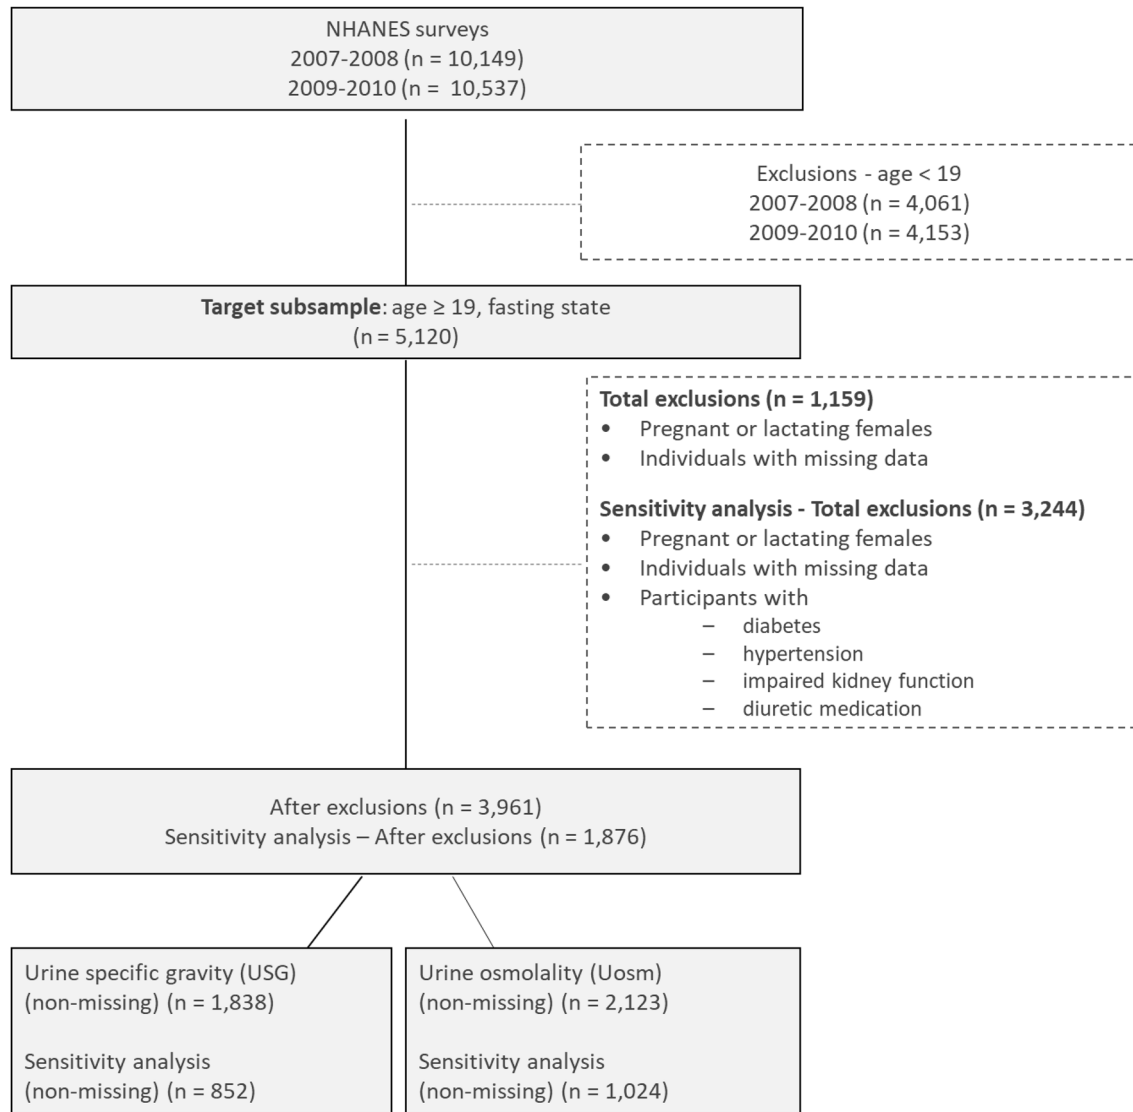 NHANES surveys
2007-2008 (n = 10,149)
2009-2010 (n = 10,537)
Exclusions - age < 19
2007-2008 (n = 4,061)
2009-2010 (n = 4,153)
Target subsample: age ≥ 19, fasting state
(n = 5,120)
Total exclusions (n = 1,159)
• Pregnant or lactating females
• Individuals with missing data
Sensitivity analysis - Total exclusions (n = 3,244)
• Pregnant or lactating females
• Individuals with missing data
• Participants with
– diabetes
– hypertension
– impaired kidney function
– diuretic medication
After exclusions (n = 3,961)
Sensitivity analysis – After exclusions (n = 1,876)
Urine specific gravity (USG)
(non-missing) (n = 1,838)
Sensitivity analysis
(non-missing) (n = 852)
Urine osmolality (Uosm)
(non-missing) (n = 2,123)
Sensitivity analysis
(non-missing) (n = 1,024)